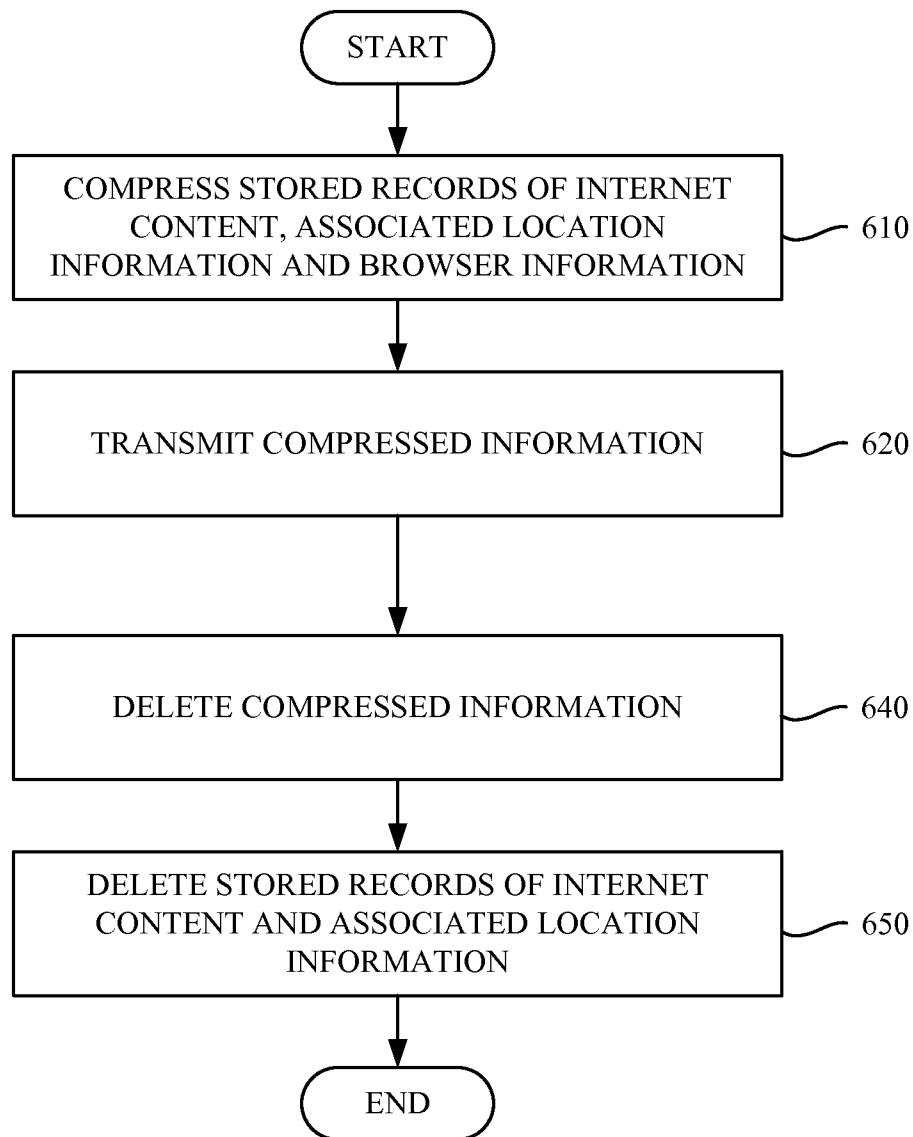 START
COMPRESS STORED RECORDS OF INTERNET
CONTENT, ASSOCIATED LOCATION
INFORMATION AND BROWSER INFORMATION
610
TRANSMIT COMPRESSED INFORMATION
620
DELETE COMPRESSED INFORMATION
640
DELETE STORED RECORDS OF INTERNET
CONTENT AND ASSOCIATED LOCATION
INFORMATION
650
END